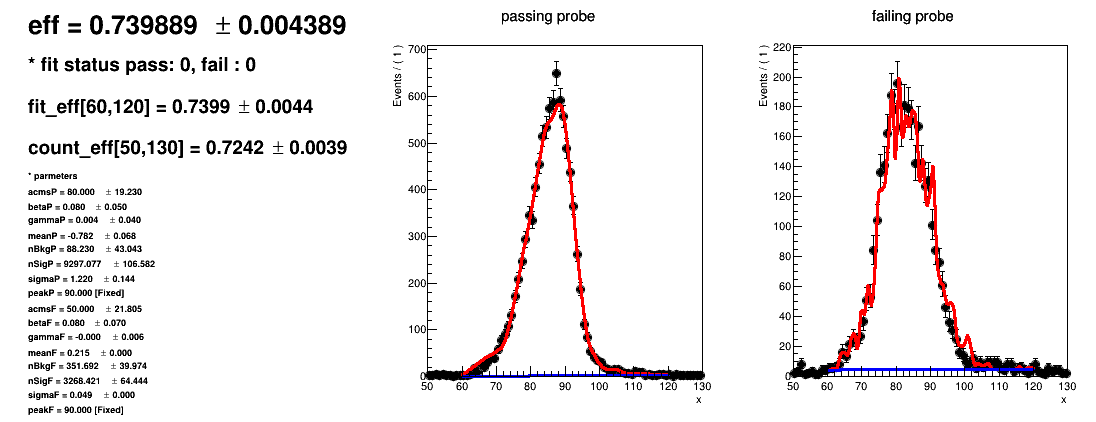 eff = 0.739889 ± 0.004389
* fit status pass: 0, fail : 0
fit_eff[60,120] = 0.7399 ± 0.0044
count_eff[50,130] = 0.7242 ± 0.0039
* parmeters
acmsP = 80.000 ± 19.230
betaP = 0.080 ± 0.050
gammaP = 0.004 ± 0.040
meanP = -0.782 ± 0.068
nBkgP = 88.230 ± 43.043
nSigP = 9297.077 ± 106.582
sigmaP = 1.220 ± 0.144
peakP = 90.000 [Fixed]
acmsF = 50.000 ± 21.805
betaF = 0.080 ± 0.070
gammaF = -0.000 ± 0.006
meanF = 0.215 ± 0.000
nBkgF = 351.692 ± 39.974
nSigF = 3268.421 ± 64.444
sigmaF = 0.049 ± 0.000
peakF = 90.000 [Fixed]
passing probe
Events / ( 1 )
700
600
500
400
300
200
100
0
50 60 70 80 90 100 110 120 130
x
failing probe
Events / ( 1 )
220
200
180
160
140
120
100
80
60
40
20
0
50 60 70 80 90 100 110 120 130
x